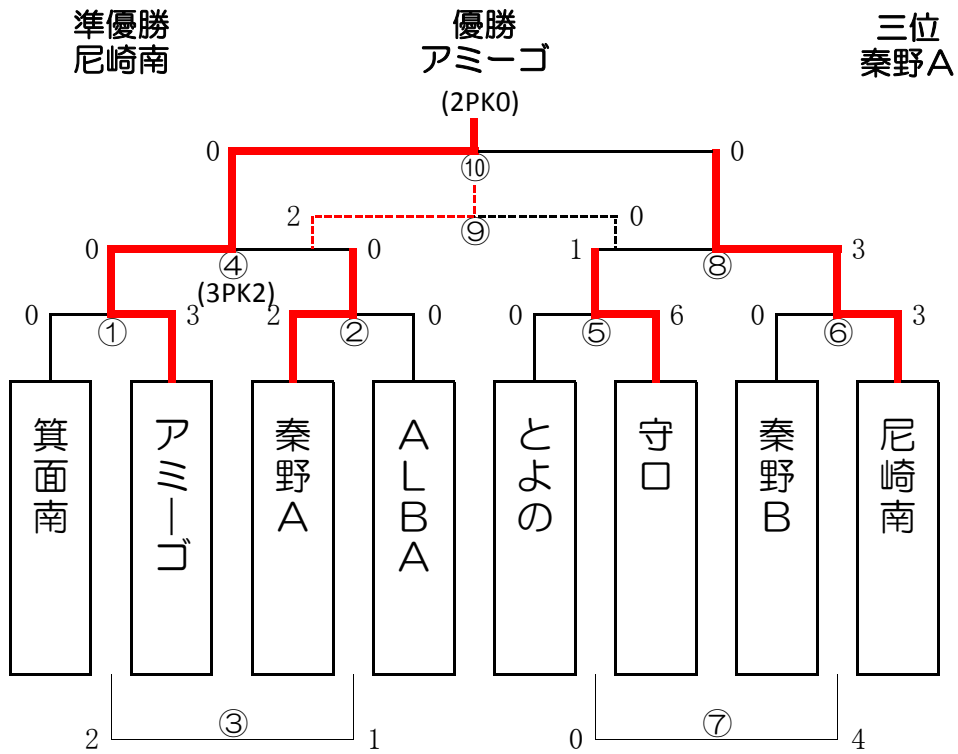 準優勝
尼崎南
優勝
アミーゴ
三位
秦野A
(2PK0)
0
0
⑩
2
0
⑨
0
0
1
3
④
⑧
(3PK2)
0
3
2
0
0
6
0
3
①
②
⑤
⑥
箕面南
アミーゴ
秦野A
ALBA
とよの
守口
秦野B
尼崎南
2
③
1
0
⑦
4